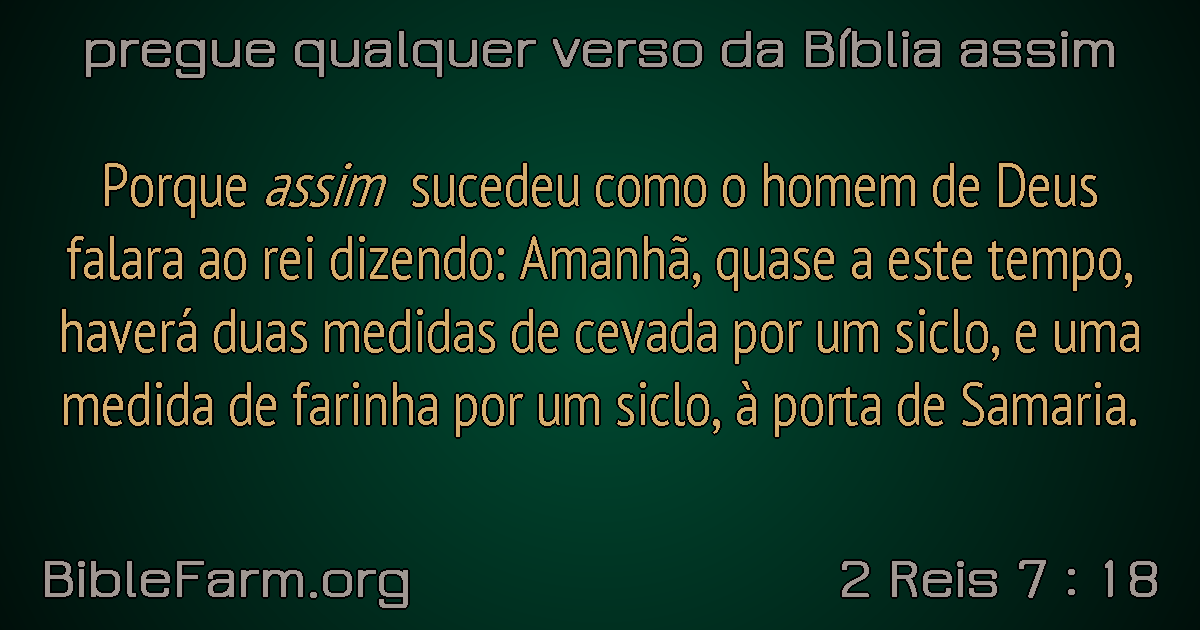 pregue qualquer verso da Bíblia assim
Porque assim sucedeu como o homem de Deus
falara ao rei dizendo: Amanhã, quase a este tempo,
haverá duas medidas de cevada por um siclo, e uma
medida de farinha por um siclo, à porta de Samaria.
BibleFarm.org
2 Reis 7 : 18